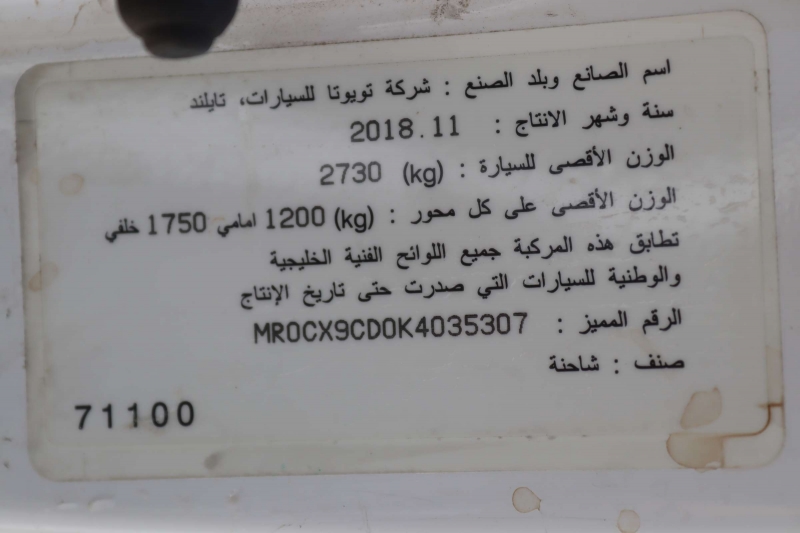 اسم الصانع وبلد الصنع : شركة تويوتا للسيارات، تايلند
سنة وشهر الانتاج : 2018.11
الوزن الأقصى للسيارة : (kg) 2730
الوزن الأقصى على كل محور : (kg) 1200 امامي 1750 خلفي
تطابق هذه المركبة جميع اللوائح الفنية الخليجية
والوطنية للسيارات التي صدرت حتى تاريخ الإنتاج
الرقم المميز : MR0CX9CD0K4035307
صنف : شاحنة
71100